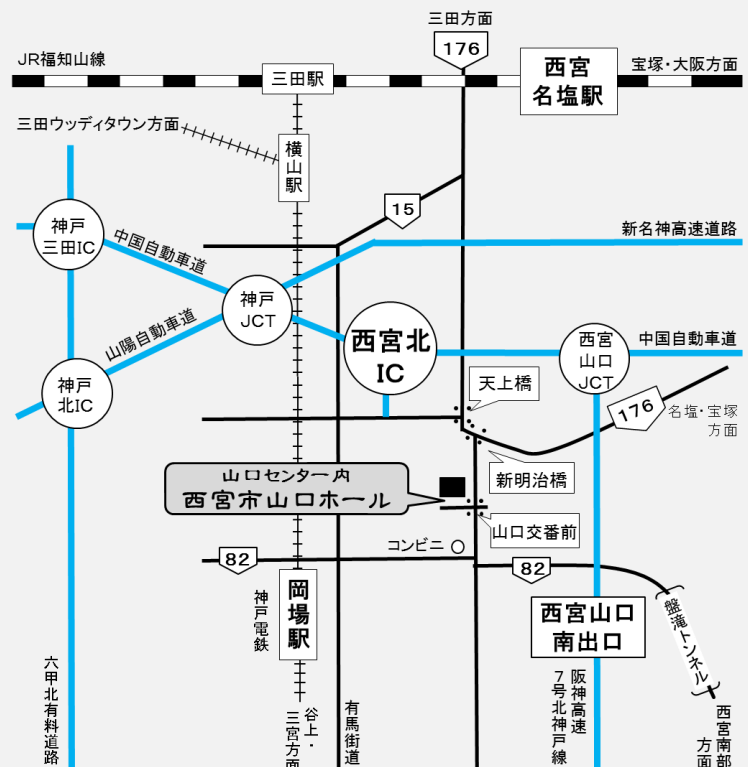 三田方面
176
JR福知山線
三田駅
西宮
名塩駅
宝塚・大阪方面
三田ウッディタウン方面
横山駅
15
神戸
三田IC
中国自動車道
新名神高速道路
神戸
JCT
山陽自動車道
西宮北
IC
西宮
山口
JCT
中国自動車道
神戸
北IC
天上橋
176
名塩・宝塚
方面
山口センター内
西宮市山口ホール
新明治橋
山口交番前
コンビニ
82
82
岡場駅
神戸電鉄
西宮山口
南出口
盤滝トンネル
六甲北有料道路
谷上・
三宮方面
有馬街道
阪神高速
7号北神戸線
西宮南部
方面